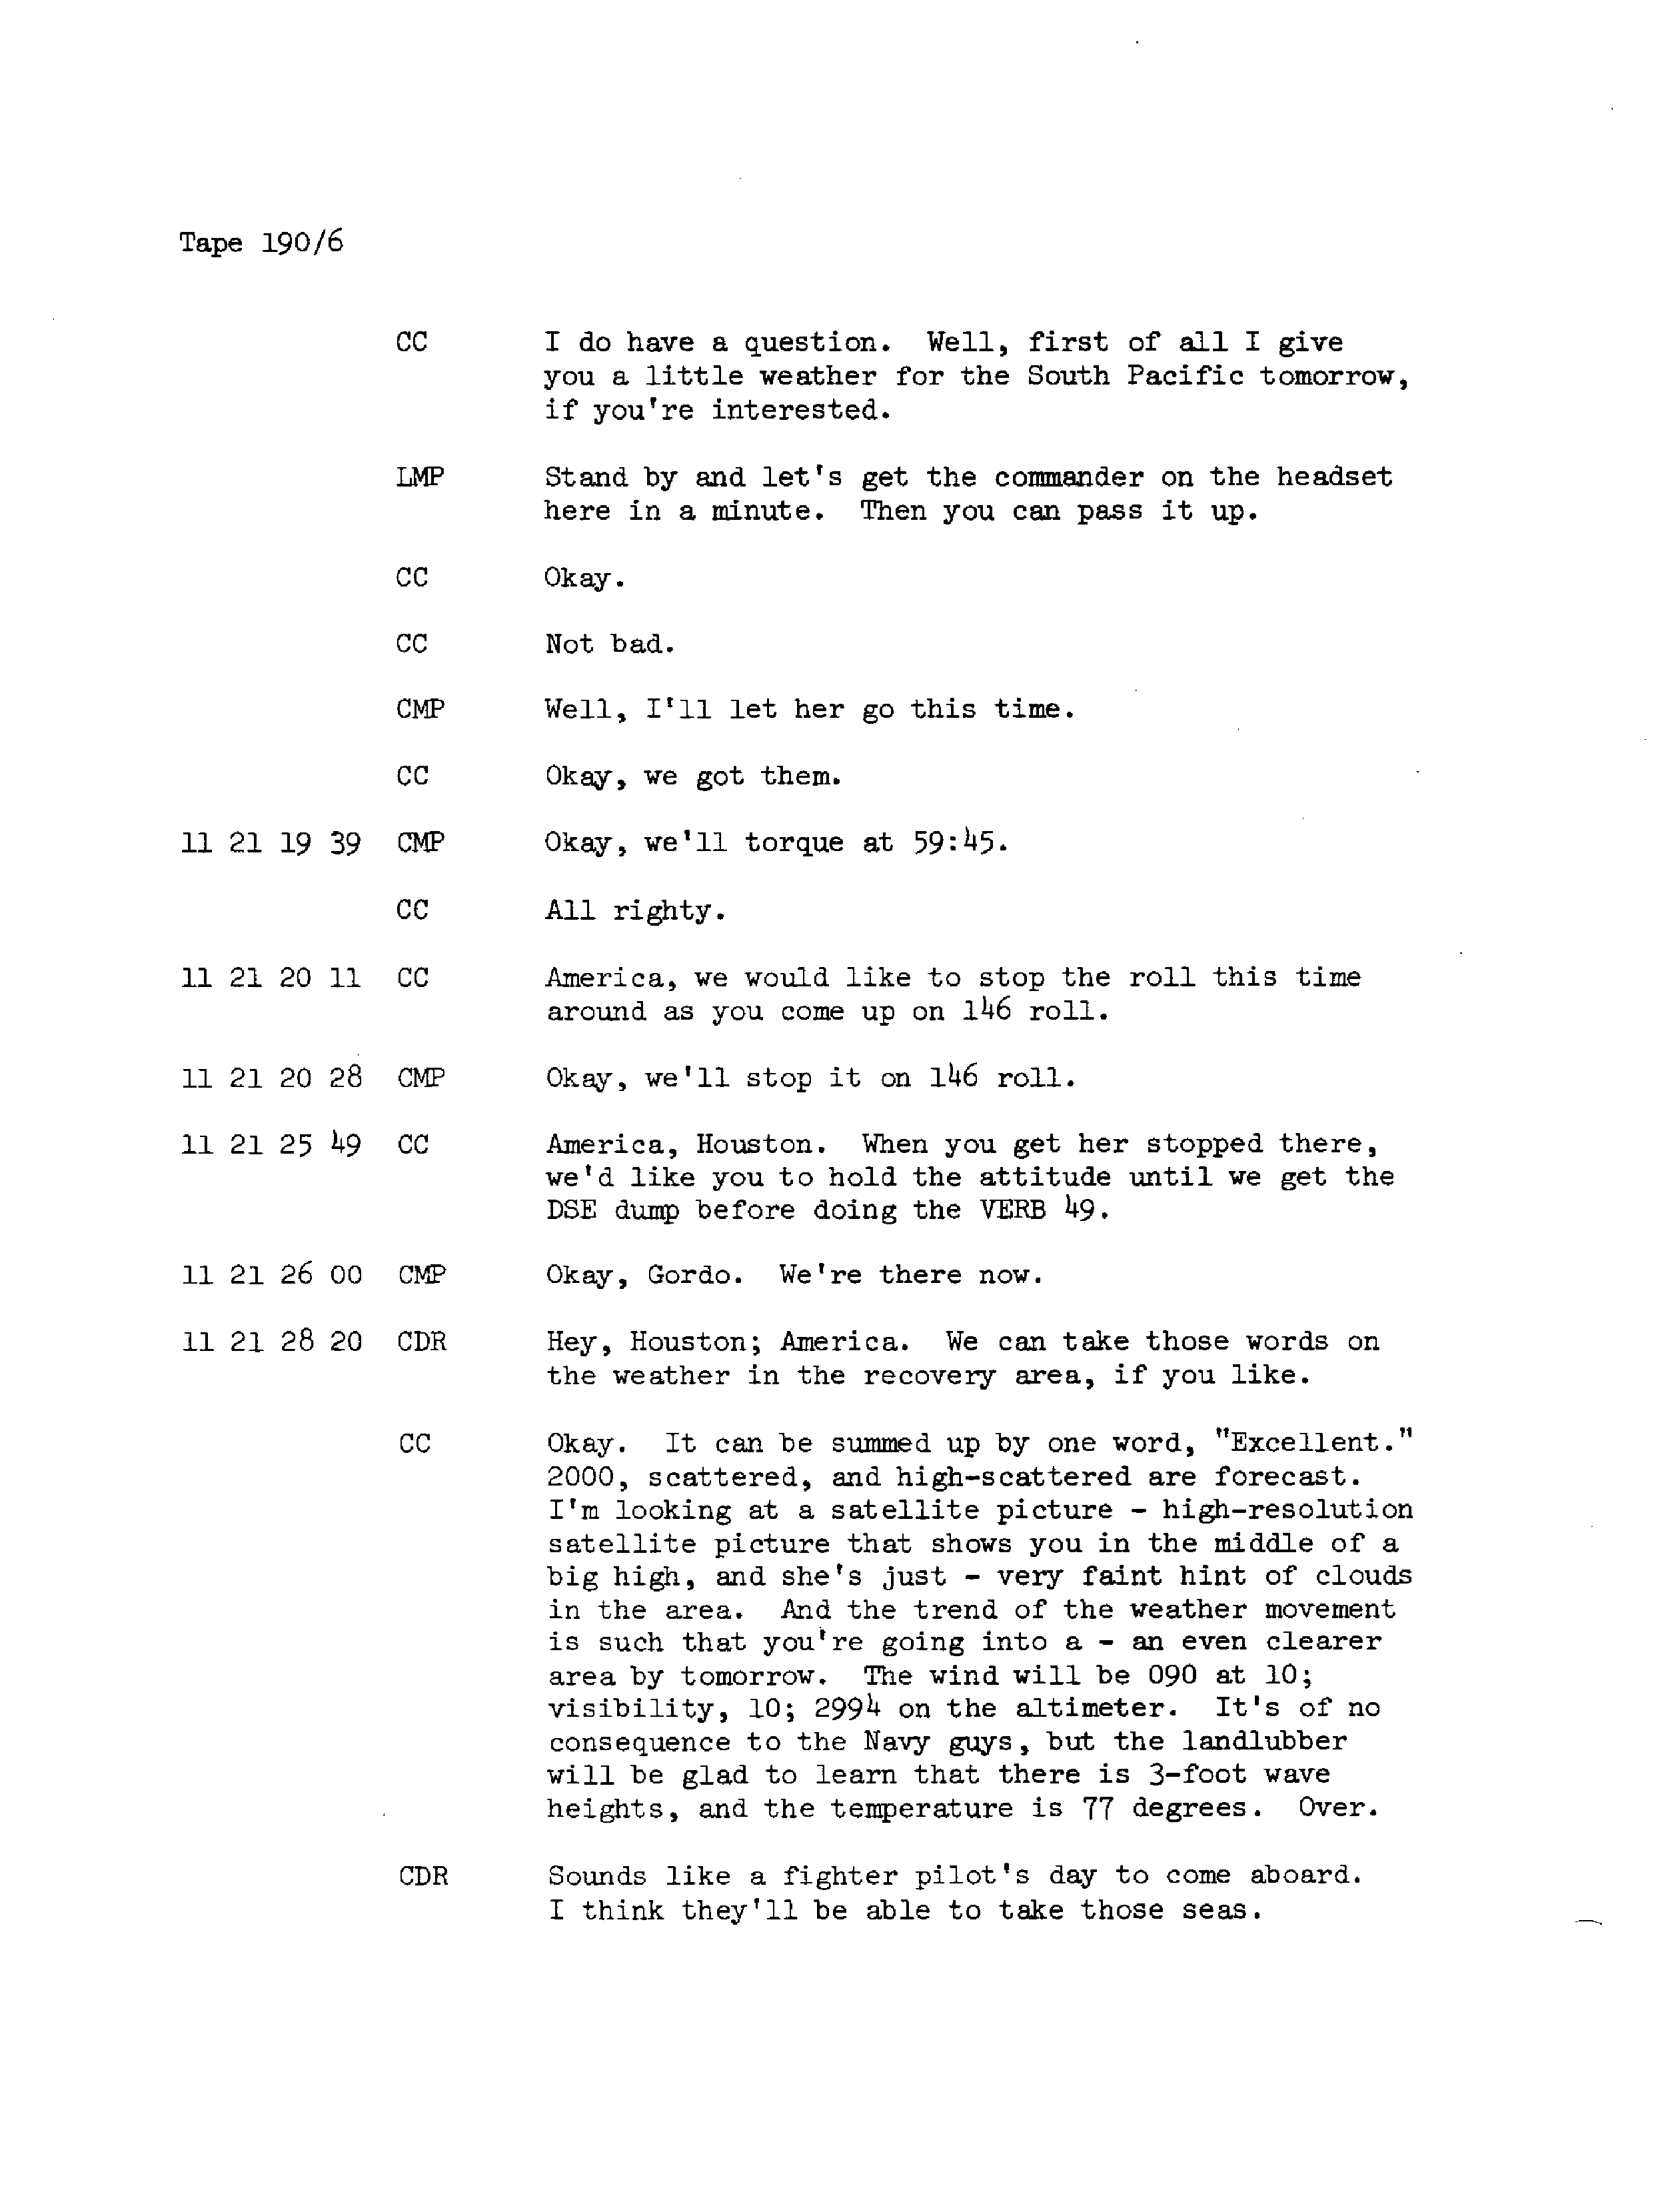 Tape 190/6
CC I do have a question. Well, first of all I give
you a little weather for the South Pacific tomorrow,
if you're interested.
LMP Stand by and let's get the commander on the headset
here in a minute. Then you can pass it up.
CC Okay.
CC Not bad.
CMP Well, I'll let her go this time.
CC Okay, we got them.
11 21 19 39 CMP Okay, we'll torque at 59:45.
CC All righty.
11 21 20 11 CC America, we would like to stop the roll this time
around as you come up on 146 roll.
11 21 20 28 CMP Okay, we'll stop it on 146 roll.
11 21 25 49 CC America, Houston. When you get her stopped there,
we'd like you to hold the attitude until we get the
DSE dump before doing the VERB 49.
11 21 26 00 CMP Okay, Gordo. We're there now.
11 21 28 20 CDR Hey, Houston; America. We can take those words on
the weather in the recovery area, if you like.
CC Okay. It can be summed up by one word, "Excellent."
2000, scattered, and high-scattered are forecast.
I'm looking at a satellite picture - high-resolution
satellite picture that shows you in the middle of a
big high, and she's just - very faint hint of clouds
in the area. And the trend of the weather movement
is such that you're going into a - an even clearer
area by tomorrow. The wind will be 090 at 10;
visibility, 10; 2994 on the altimeter. It's of no
consequence to the Navy guys, but the landlubber
will be glad to learn that there is 3-foot wave
heights, and the temperature is 77 degrees. Over.
CDR Sounds like a fighter pilot's day to come aboard.
I think they'll be able to take those seas.